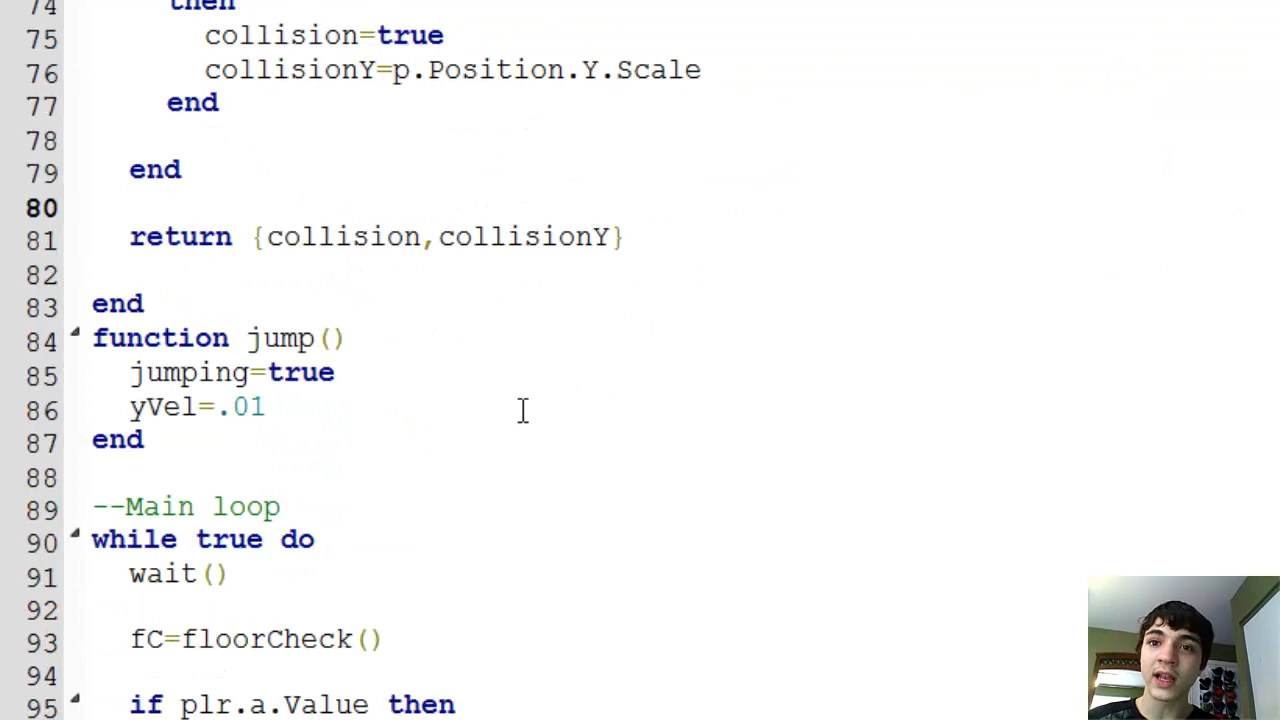 74 then
75 collision=true
76 collisionY=p.Position.Y.Scale
77 end
78
79 end
80
81 return {collision,collisionY}
82
83 end
84 function jump()
85 jumping=true
86 yVel=.01
87 end
88
89 --Main loop
90 while true do
91 wait()
92
93 fC=floorCheck()
94
95 if plr.a.Value then